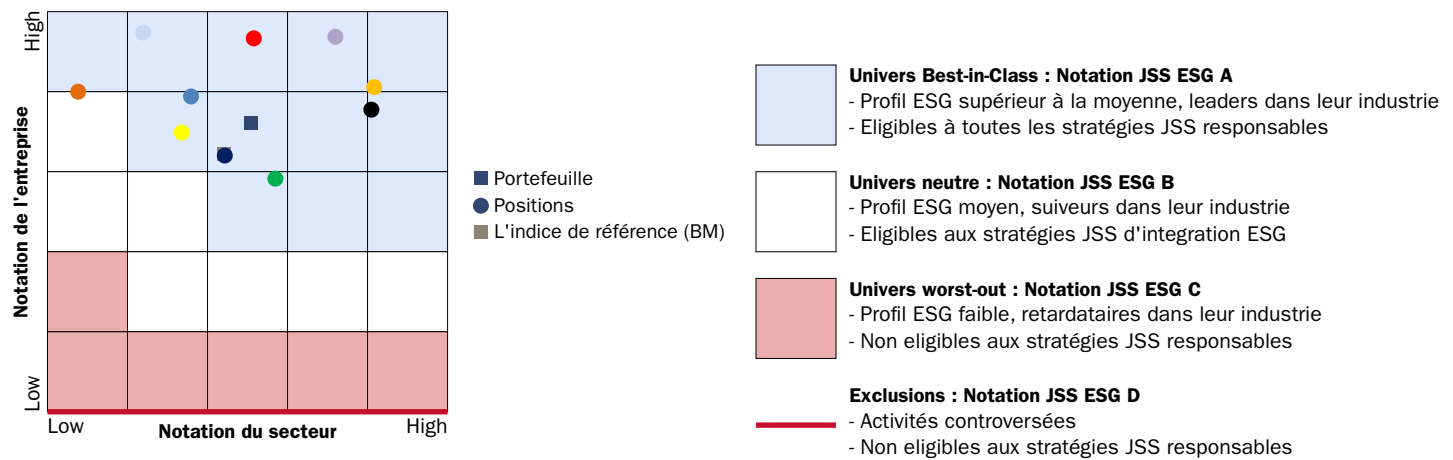 High
Notation de l'entreprise
Low
Low
Notation du secteur
High
Portefeuille
Positions
L'indice de référence (BM)
Univers Best-in-Class : Notation JSS ESG A
- Profil ESG supérieur à la moyenne, leaders dans leur industrie
- Eligibles à toutes les stratégies JSS responsables
Univers neutre : Notation JSS ESG B
- Profil ESG moyen, suiveurs dans leur industrie
- Eligibles aux stratégies JSS d'integration ESG
Univers worst-out : Notation JSS ESG C
- Profil ESG faible, retardataires dans leur industrie
- Non eligibles aux stratégies JSS responsables
Exclusions : Notation JSS ESG D
- Activités controversées
- Non eligibles aux stratégies JSS responsables